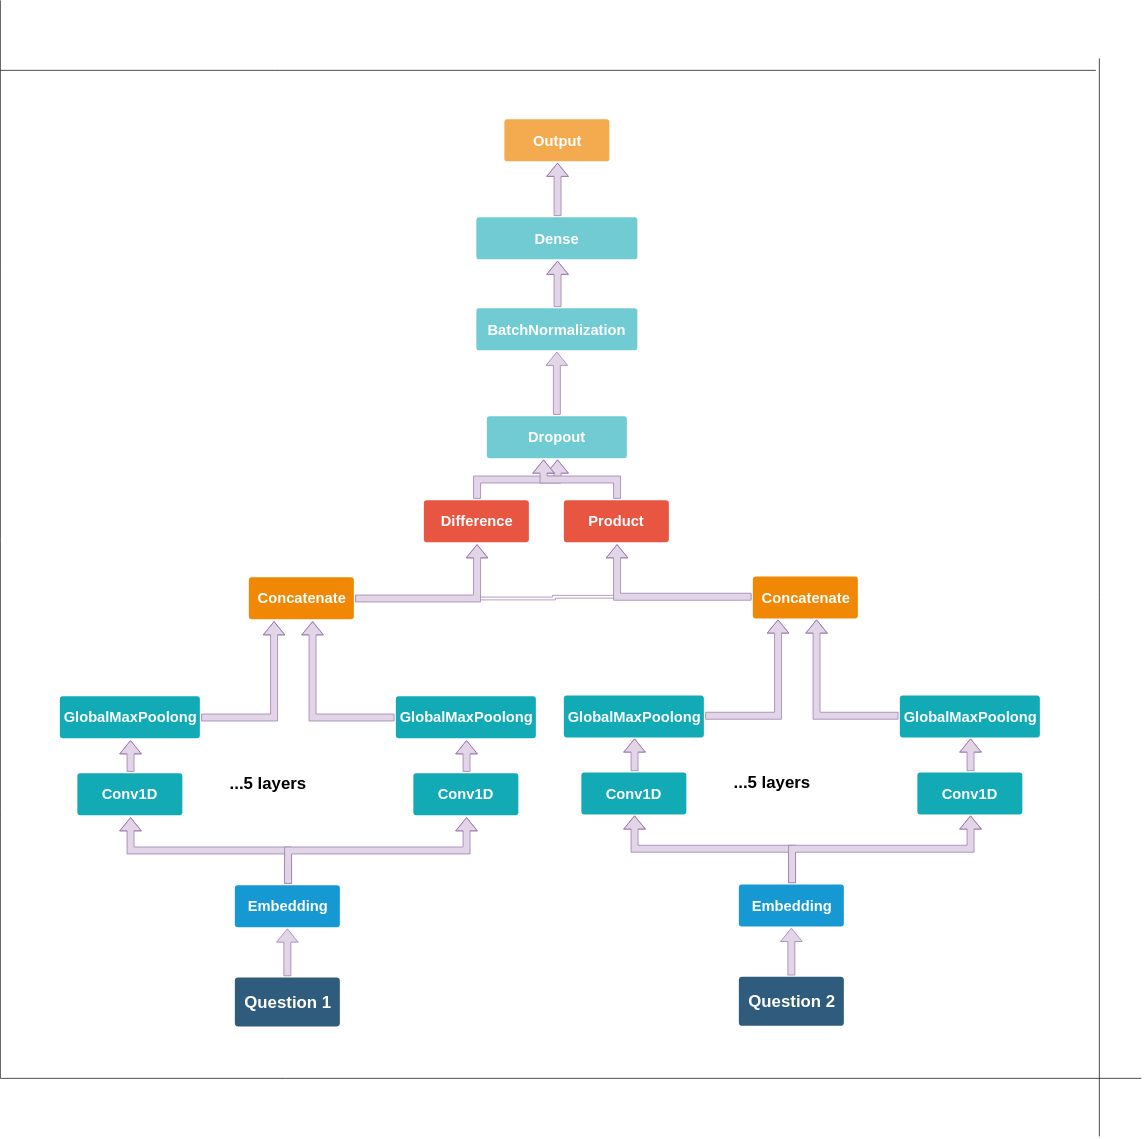 Output
Dense
BatchNormalization
Dropout
Difference
Product
Concatenate
Concatenate
GlobalMaxPoolong
GlobalMaxPoolong
GlobalMaxPoolong
GlobalMaxPoolong
Conv1D
...5 layers
Conv1D
Conv1D
...5 layers
Conv1D
Embedding
Embedding
Question 1
Question 2